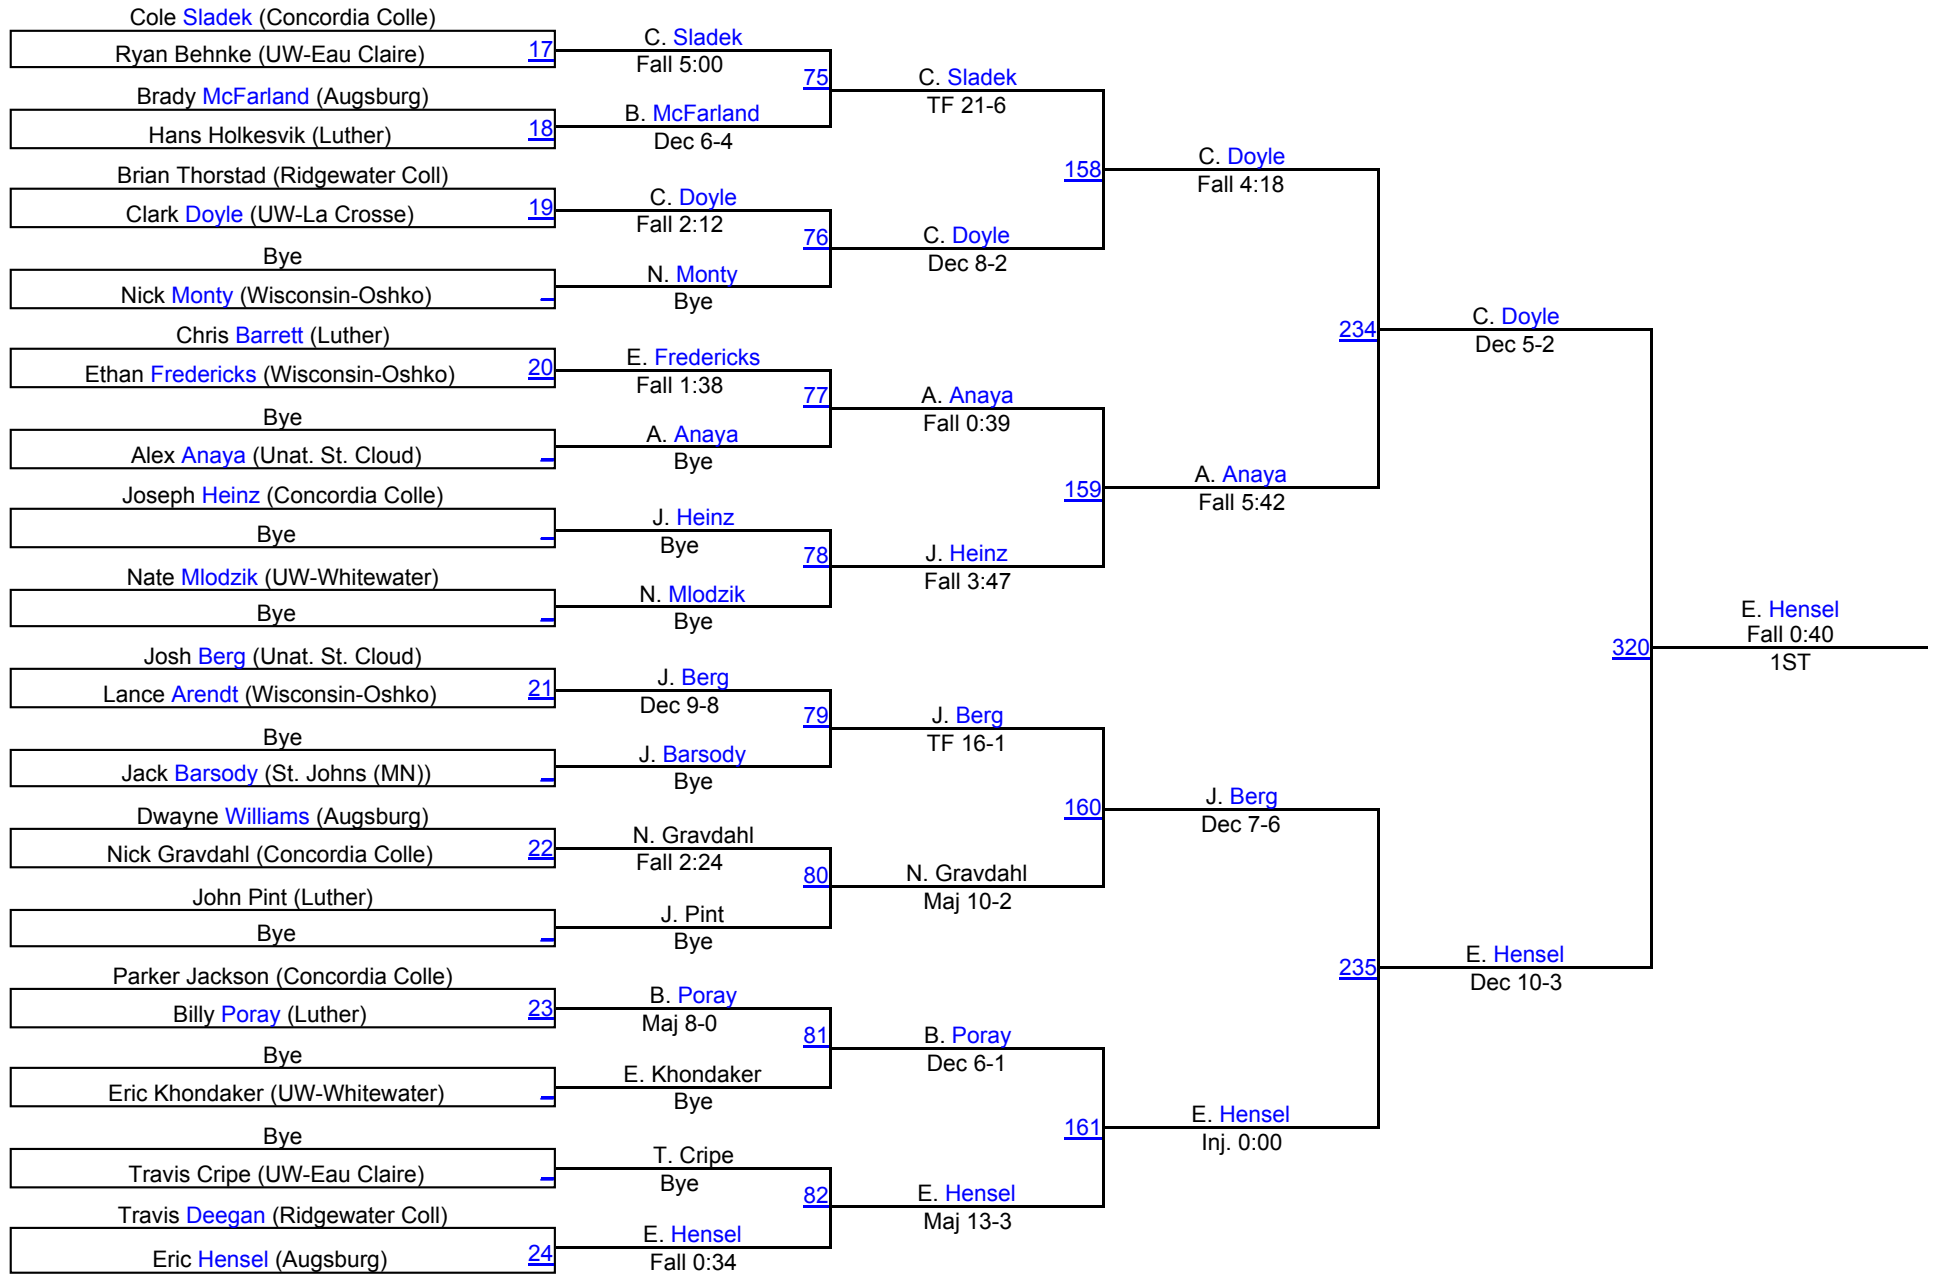 Cole Sladek (Concordia Colle)
Ryan Behnke (UW-Eau Claire) 17
Brady McFarland (Augsburg)
Hans Holkesvik (Luther) 18
Brian Thorstad (Ridgewater Coll)
Clark Doyle (UW-La Crosse) 19
Bye
Nick Monty (Wisconsin-Oshko)
Chris Barrett (Luther)
Ethan Fredericks (Wisconsin-Oshko) 20
Bye
Alex Anaya (Unat. St. Cloud)
Joseph Heinz (Concordia Colle)
Bye
Nate Mlodzik (UW-Whitewater)
Bye
Josh Berg (Unat. St. Cloud)
Lance Arendt (Wisconsin-Oshko) 21
Bye
Jack Barsody (St. Johns (MN))
Dwayne Williams (Augsburg)
Nick Gravdahl (Concordia Colle) 22
John Pint (Luther)
Bye
Parker Jackson (Concordia Colle)
Billy Poray (Luther) 23
Bye
Eric Khondaker (UW-Whitewater)
Bye
Travis Cripe (UW-Eau Claire)
Travis Deegan (Ridgewater Coll)
Eric Hensel (Augsburg) 24
C. Sladek
Fall 5:00
75
B. McFarland
Dec 6-4
C. Doyle
Fall 2:12
76
N. Monty
Bye
E. Fredericks
Fall 1:38
77
A. Anaya
Bye
J. Heinz
Bye
78
N. Mlodzik
Bye
J. Berg
Dec 9-8
79
J. Barsody
Bye
N. Gravdahl
Fall 2:24
80
J. Pint
Bye
B. Poray
Maj 8-0
81
E. Khondaker
Bye
T. Cripe
Bye
82
E. Hensel
Fall 0:34
C. Sladek
TF 21-6
158
C. Doyle
Dec 8-2
A. Anaya
Fall 0:39
159
J. Heinz
Fall 3:47
J. Berg
TF 16-1
160
N. Gravdahl
Maj 10-2
B. Poray
Dec 6-1
161
E. Hensel
Maj 13-3
C. Doyle
Fall 4:18
234
A. Anaya
Fall 5:42
J. Berg
Dec 7-6
235
E. Hensel
Inj. 0:00
C. Doyle
Dec 5-2
320
E. Hensel
Dec 10-3
E. Hensel
Fall 0:40
1ST